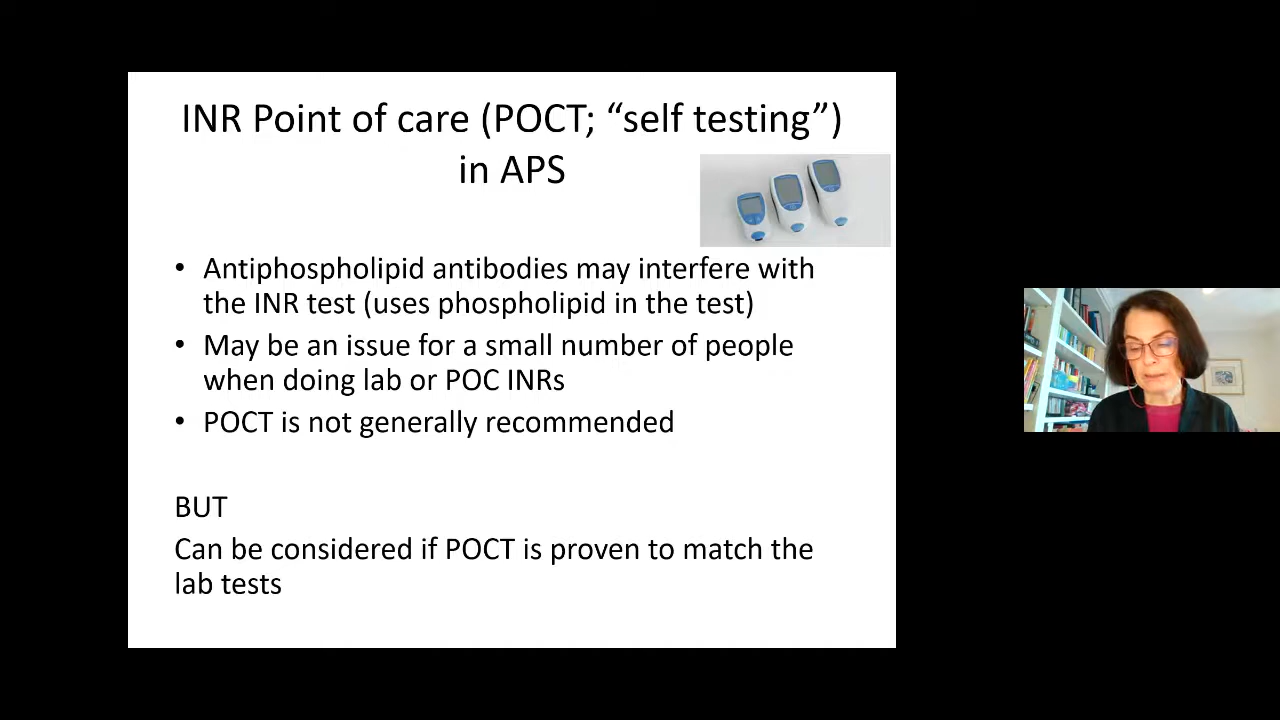 INR Point of care (POCT; “self testing”)
in APS
• Antiphospholipid antibodies may interfere with
the INR test (uses phospholipid in the test)
• May be an issue for a small number of people
when doing lab or POC INRs
• POCT is not generally recommended
BUT
Can be considered if POCT is proven to match the
lab tests